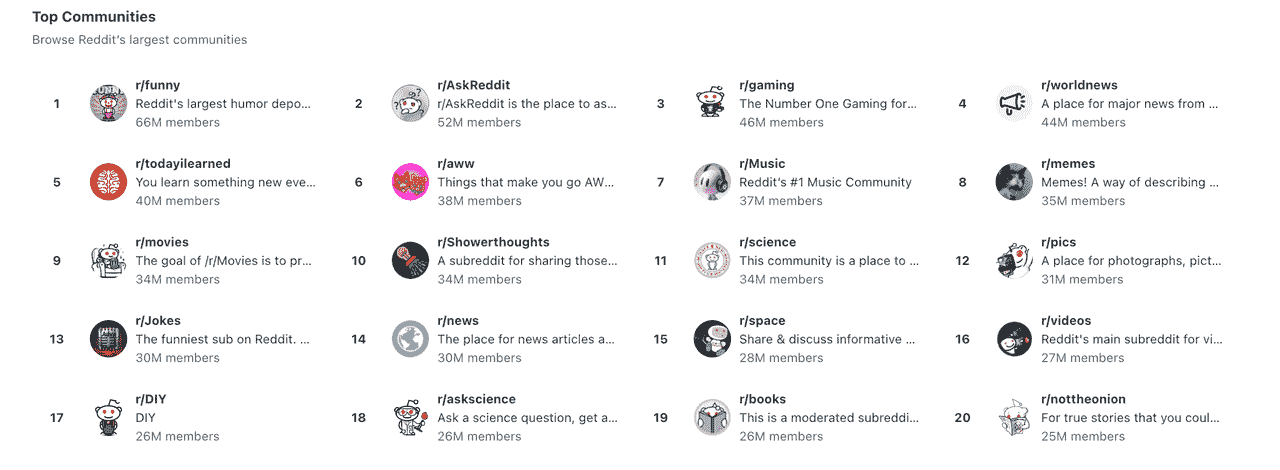 Top Communities
Browse Reddit's largest communities
1
r/funny
Reddit's largest humor depo...
66M members
2
r/AskReddit
r/AskReddit is the place to as...
52M members
3
r/gaming
The Number One Gaming for...
46M members
4
r/worldnews
A place for major news from ...
44M members
5
r/todayilearned
You learn something new eve...
40M members
6
r/aww
Things that make you go AW...
38M members
7
r/Music
Reddit's #1 Music Community
37M members
8
r/memes
Memes! A way of describing ...
35M members
9
r/movies
The goal of /r/Movies is to pr...
34M members
10
r/Showerthoughts
A subreddit for sharing those...
34M members
11
r/science
This community is a place to ...
34M members
12
r/pics
A place for photographs, pict...
31M members
13
r/Jokes
The funniest sub on Reddit. ...
30M members
14
r/news
The place for news articles a...
30M members
15
r/space
Share & discuss informative ...
28M members
16
r/videos
Reddit's main subreddit for vi...
27M members
17
r/DIY
DIY
26M members
18
r/askscience
Ask a science question, get a...
26M members
19
r/books
This is a moderated subreddi...
26M members
20
r/nottheonion
For true stories that you coul...
25M members